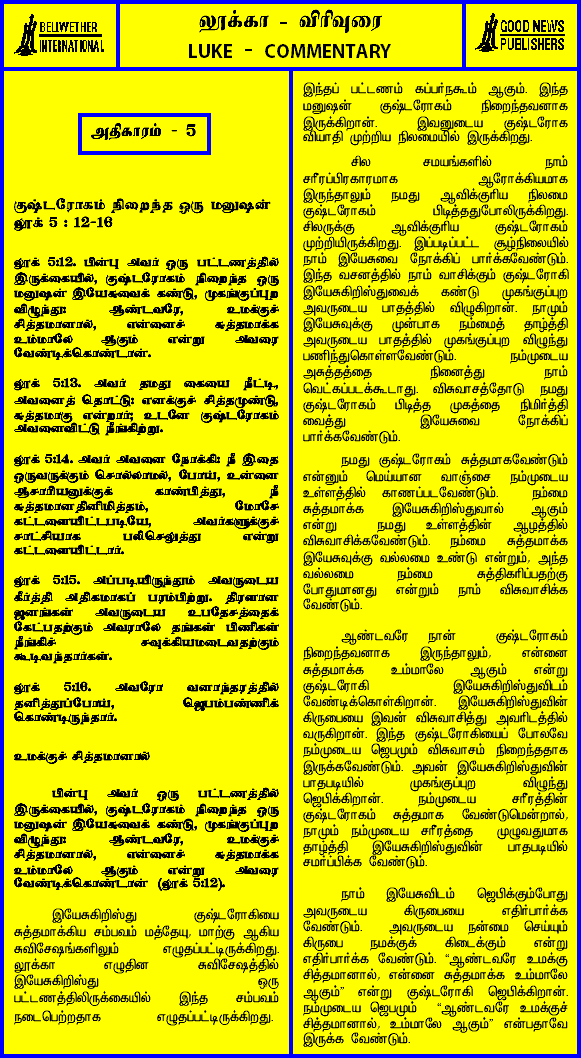 BELLWETHER
INTERNATIONAL
லூக்கா - விரிவுரை
LUKE - COMMENTARY
GOOD NEWS
PUBLISHERS
அதிகாரம் - 5
குஷ்டரோகம் நிறைந்த ஒரு மனுஷன்
லூக் 5 : 12-16
லூக் 5:12. பின்பு அவர் ஒரு பட்டணத்தில்
இருக்கையில், குஷ்டரோகம் நிறைந்த ஒரு
மனுஷன் இயேசுவைக் கண்டு, முகங்குப்புற
விழுந்து: ஆண்டவரே, உமக்குச்
சித்தமானால், என்னைச் சுத்தமாக்க
உம்மாலே ஆகும் என்று அவரை
வேண்டிக்கொண்டான்.
லூக் 5:13. அவர் தமது கையை நீட்டி,
அவனைத் தொட்டு: எனக்குச் சித்தமுண்டு,
சுத்தமாகு என்றார்; உடனே குஷ்டரோகம்
அவனைவிட்டு நீங்கிற்று.
லூக் 5:14. அவர் அவனை நோக்கி: நீ இதை
ஒருவருக்கும் சொல்லாமல், போய், உன்னை
ஆசாரியனுக்குக் காண்பித்து, நீ
சுத்தமானதினிமித்தம், மோசே
கட்டளையிட்டபடியே, அவர்களுக்குச்
சாட்சியாக பலிசெலுத்து என்று
கட்டளையிட்டார்.
லூக் 5:15. அப்படியிருந்தும் அவருடைய
கீர்த்தி அதிகமாகப் பரம்பிற்று. திரளான
ஜனங்கள் அவருடைய உபதேசத்தைக்
கேட்பதற்கும் அவராலே தங்கள் பிணிகள்
நீங்கிச் சவுக்கியமடைவதற்கும்
கூடிவந்தார்கள்.
லூக் 5:16. அவரோ வனாந்தரத்தில்
தனித்துப்போய், ஜெபம்பண்ணிக்
கொண்டிருந்தார்.
உமக்குச் சித்தமானால்
பின்பு அவர் ஒரு பட்டணத்தில்
இருக்கையில், குஷ்டரோகம் நிறைந்த ஒரு
மனுஷன் இயேசுவைக் கண்டு, முகங்குப்புற
விழுந்து: ஆண்டவரே, உமக்குச்
சித்தமானால், என்னைச் சுத்தமாக்க
உம்மாலே ஆகும் என்று அவரை
வேண்டிக்கொண்டான் (லூக் 5:12).
இயேசுகிறிஸ்து குஷ்டரோகியை
சுத்தமாக்கிய சம்பவம் மத்தேயு, மாற்கு ஆகிய
சுவிசேஷங்களிலும் எழுதப்பட்டிருக்கிறது.
லூக்கா எழுதின சுவிசேஷத்தில்
இயேசுகிறிஸ்து ஒரு
பட்டணத்திலிருக்கையில் இந்த சம்பவம்
நடைபெற்றதாக எழுதப்பட்டிருக்கிறது.
இந்தப் பட்டணம் கப்பர்நகூம் ஆகும். இந்த
மனுஷன் குஷ்டரோகம் நிறைந்தவனாக
இருக்கிறான். இவனுடைய குஷ்டரோக
வியாதி முற்றிய நிலமையில் இருக்கிறது.
சில சமயங்களில் நாம்
சரீரப்பிரகாரமாக ஆரோக்கியமாக
இருந்தாலும் நமது ஆவிக்குரிய நிலமை
குஷ்டரோகம் பிடித்ததுபோலிருக்கிறது.
சிலருக்கு ஆவிக்குரிய குஷ்டரோகம்
முற்றியிருக்கிறது. இப்படிப்பட்ட சூழ்நிலையில்
நாம் இயேசுவை நோக்கிப் பார்க்கவேண்டும்.
இந்த வசனத்தில் நாம் வாசிக்கும் குஷ்டரோகி
இயேசுகிறிஸ்துவைக் கண்டு முகங்குப்புற
அவருடைய பாதத்தில் விழுகிறான். நாமும்
இயேசுவுக்கு முன்பாக நம்மைத் தாழ்த்தி
அவருடைய பாதத்தில் முகங்குப்புற விழுந்து
பணிந்துகொள்ளவேண்டும். நம்முடைய
அசுத்தத்தை நினைத்து நாம்
வெட்கப்படக்கூடாது. விசுவாசத்தோடு நமது
குஷ்டரோகம் பிடித்த முகத்தை நிமிர்த்தி
வைத்து இயேசுவை நோக்கிப்
பார்க்கவேண்டும்.
நமது குஷ்டரோகம் சுத்தமாகவேண்டும்
என்னும் மெய்யான வாஞ்சை நம்முடைய
உள்ளத்தில் காணப்படவேண்டும். நம்மை
சுத்தமாக்க இயேசுகிறிஸ்துவால் ஆகும்
என்று நமது உள்ளத்தின் ஆழத்தில்
விசுவாசிக்கவேண்டும். நம்மை சுத்தமாக்க
இயேசுவுக்கு வல்லமை உண்டு என்றும், அந்த
வல்லமை நம்மை சுத்திகரிப்பதற்கு
போதுமானது என்றும் நாம் விசுவாசிக்க
வேண்டும்.
ஆண்டவரே நான் குஷ்டரோகம்
நிறைந்தவனாக இருந்தாலும், என்னை
சுத்தமாக்க உம்மாலே ஆகும் என்று
குஷ்டரோகி இயேசுகிறிஸ்துவிடம்
வேண்டிக்கொள்கிறான். இயேசுகிறிஸ்துவின்
கிருபையை இவன் விசுவாசித்து அவரிடத்தில்
வருகிறான். இந்த குஷ்டரோகியைப் போலவே
நம்முடைய ஜெபமும் விசுவாசம் நிறைந்ததாக
இருக்கவேண்டும். அவன் இயேசுகிறிஸ்துவின்
பாதபடியில் முகங்குப்புற விழுந்து
ஜெபிக்கிறான். நம்முடைய சரீரத்தின்
குஷ்டரோகம் சுத்தமாக வேண்டுமென்றால்,
நாமும் நம்முடைய சரீரத்தை முழுவதுமாக
தாழ்த்தி இயேசுகிறிஸ்துவின் பாதபடியில்
சமர்ப்பிக்க வேண்டும்.
நாம் இயேசுவிடம் ஜெபிக்கும்போது
அவருடைய கிருபையை எதிர்பார்க்க
வேண்டும். அவருடைய நன்மை செய்யும்
கிருபை நமக்குக் கிடைக்கும் என்று
எதிர்பார்க்க வேண்டும். “ஆண்டவரே உமக்கு
சித்தமானால், என்னை சுத்தமாக்க உம்மாலே
ஆகும்” என்று குஷ்டரோகி ஜெபிக்கிறான்.
நம்முடைய ஜெபமும் “ஆண்டவரே உமக்குச்
சித்தமானால், உம்மாலே ஆகும்” என்பதாவே
இருக்க வேண்டும்.